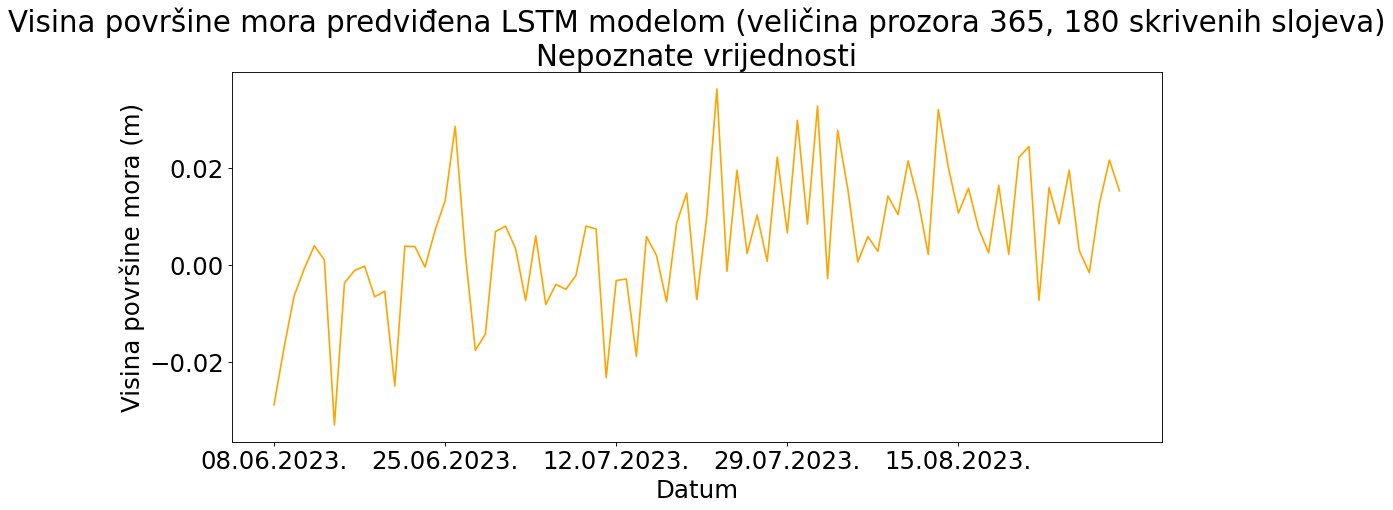 Visina površine mora predviđena LSTM modelom (veličina prozora 365, 180 skrivenih slojeva)
Nepoznate vrijednosti
Visina površine mora (m)
0.02
0.00
−0.02
08.06.2023. 25.06.2023. 12.07.2023. 29.07.2023. 15.08.2023.
Datum